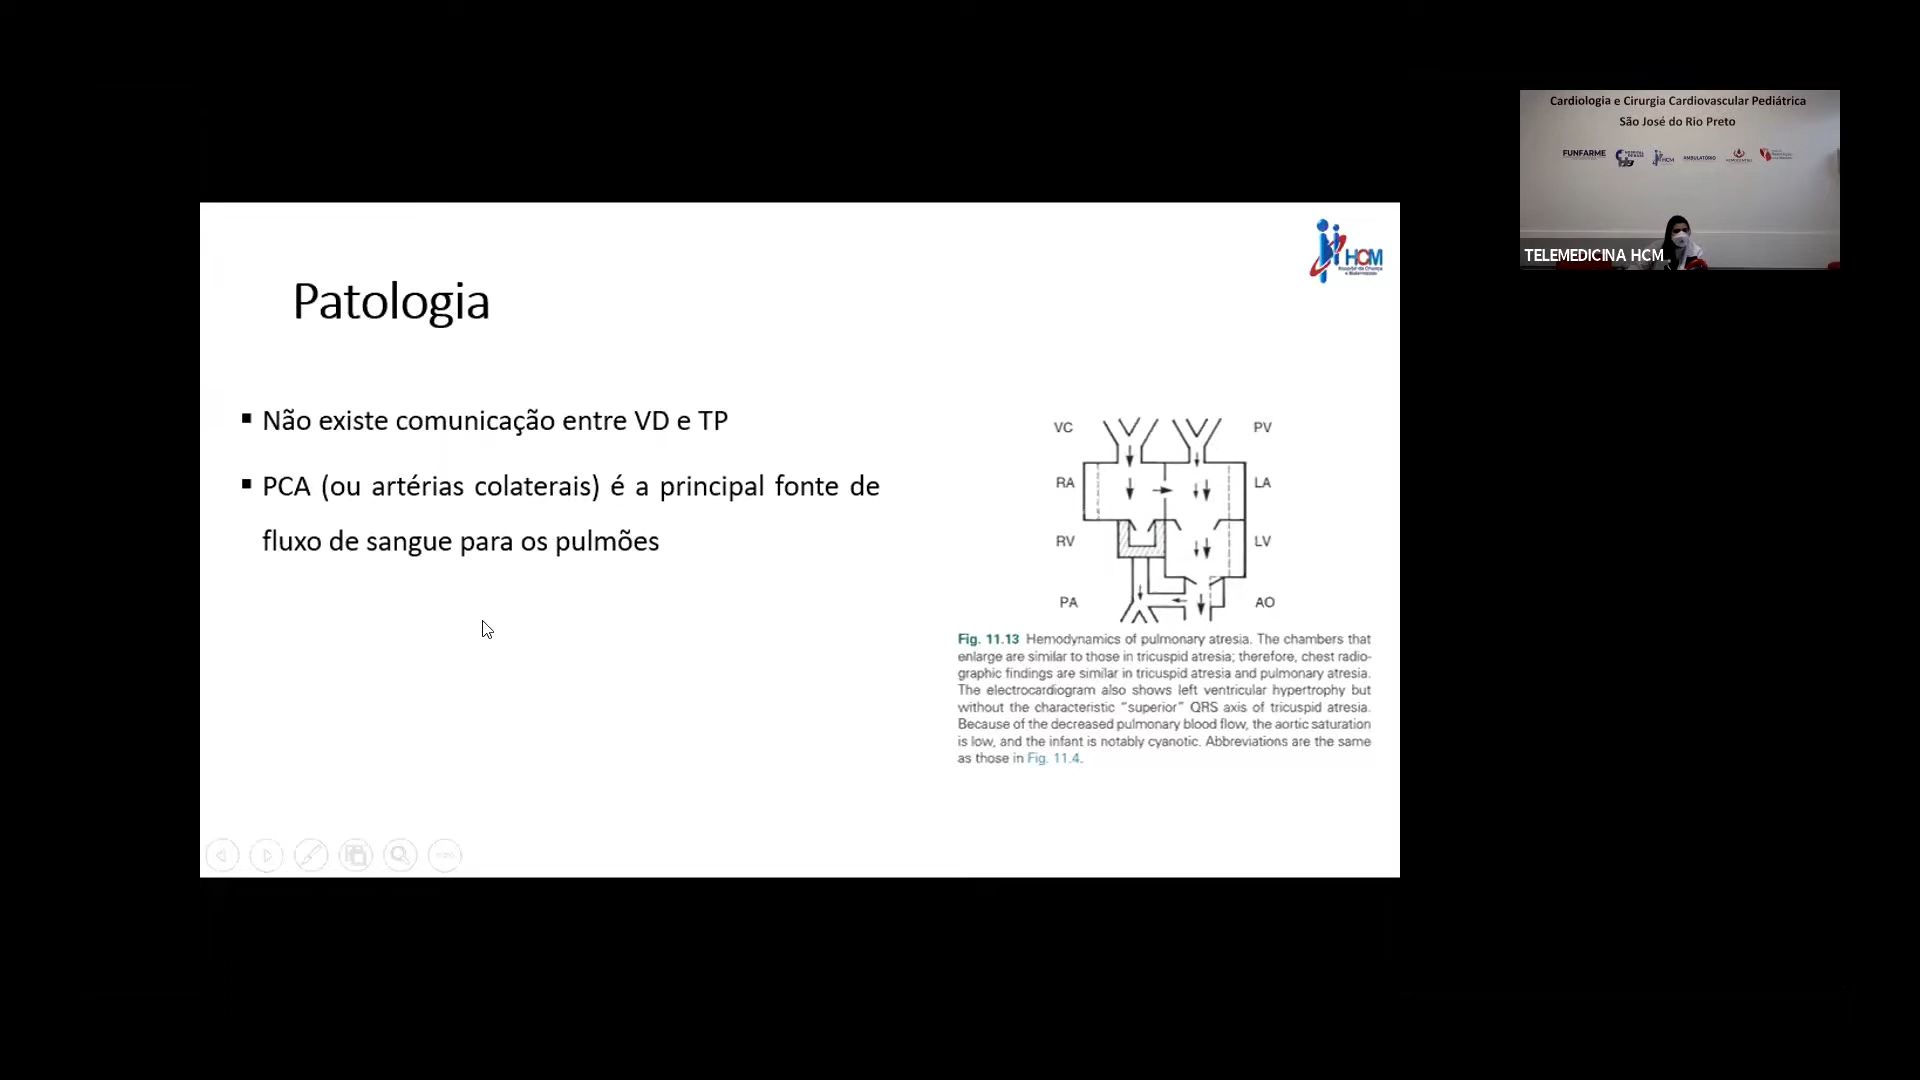 Cardiologia e Cirurgia Cardiovascular Pediátrica
São José do Rio Preto
FUNFARME
HCM
AMBULATÓRIO
TELEMEDICINA HCM
HCM
Patologia
Não existe comunicação entre VD e TP
PCA (ou artérias colaterais) é a principal fonte de
fluxo de sangue para os pulmões
VC PV
RA LA
RV LV
PA AO
Fig. 11.13 Hemodynamics of pulmonary atresia. The chambers that
enlarge are similar to those in tricuspid atresia; therefore, chest radio-
graphic findings are similar in tricuspid atresia and pulmonary atresia.
The electrocardiogram also shows left ventricular hypertrophy but
without the characteristic “superior” QRS axis of tricuspid atresia.
Because of the decreased pulmonary blood flow, the aortic saturation
is low, and the infant is notably cyanotic. Abbreviations are the same
as those in Fig. 11.4.